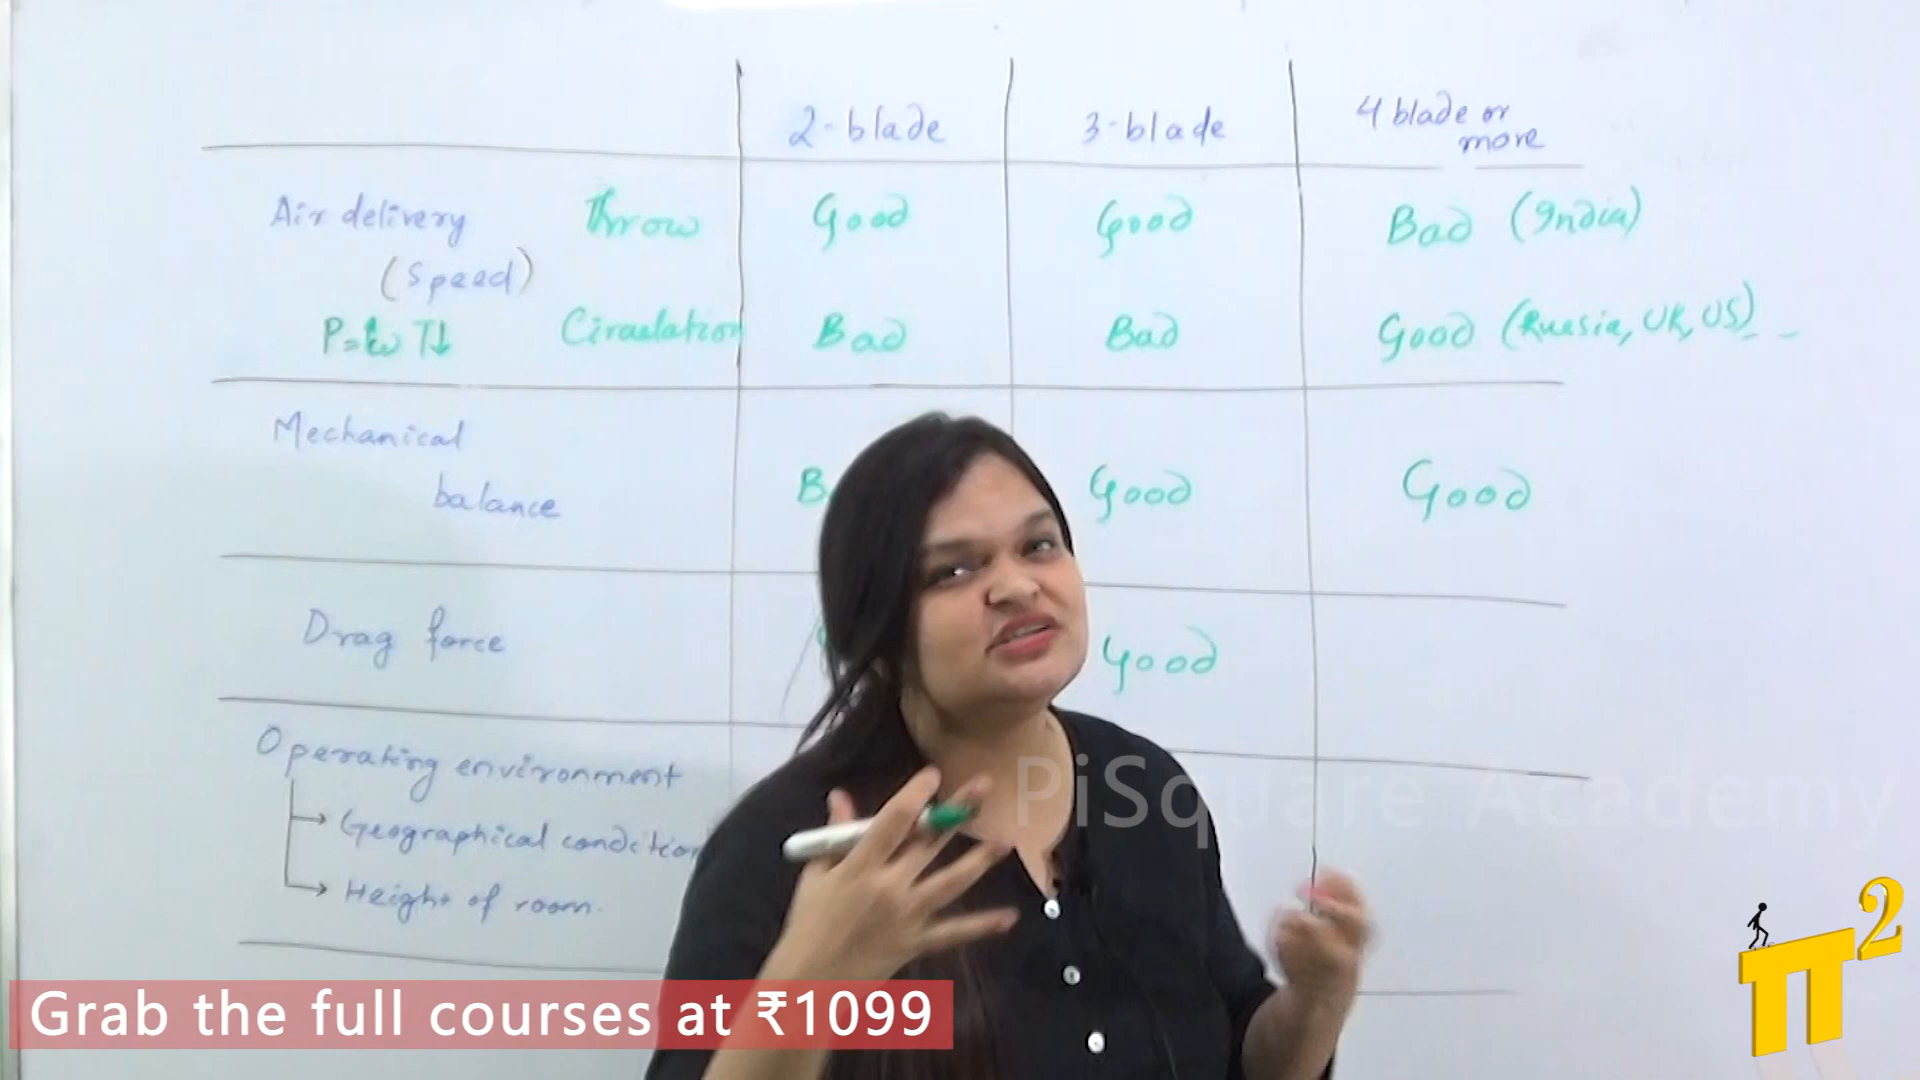 2-blade 3-blade 4 blade or
more
Air delivery Throw Good Good Bad (India)
(Speed)
P= ω T↓ Circulation Bad Bad Good (Russia, UK, US) - -
Mechanical
balance B Good Good
Drag force Good
Operating environment
→ Geographical condition
→ Height of room.
PiSquare Academy
Grab the full courses at ₹1099
π2